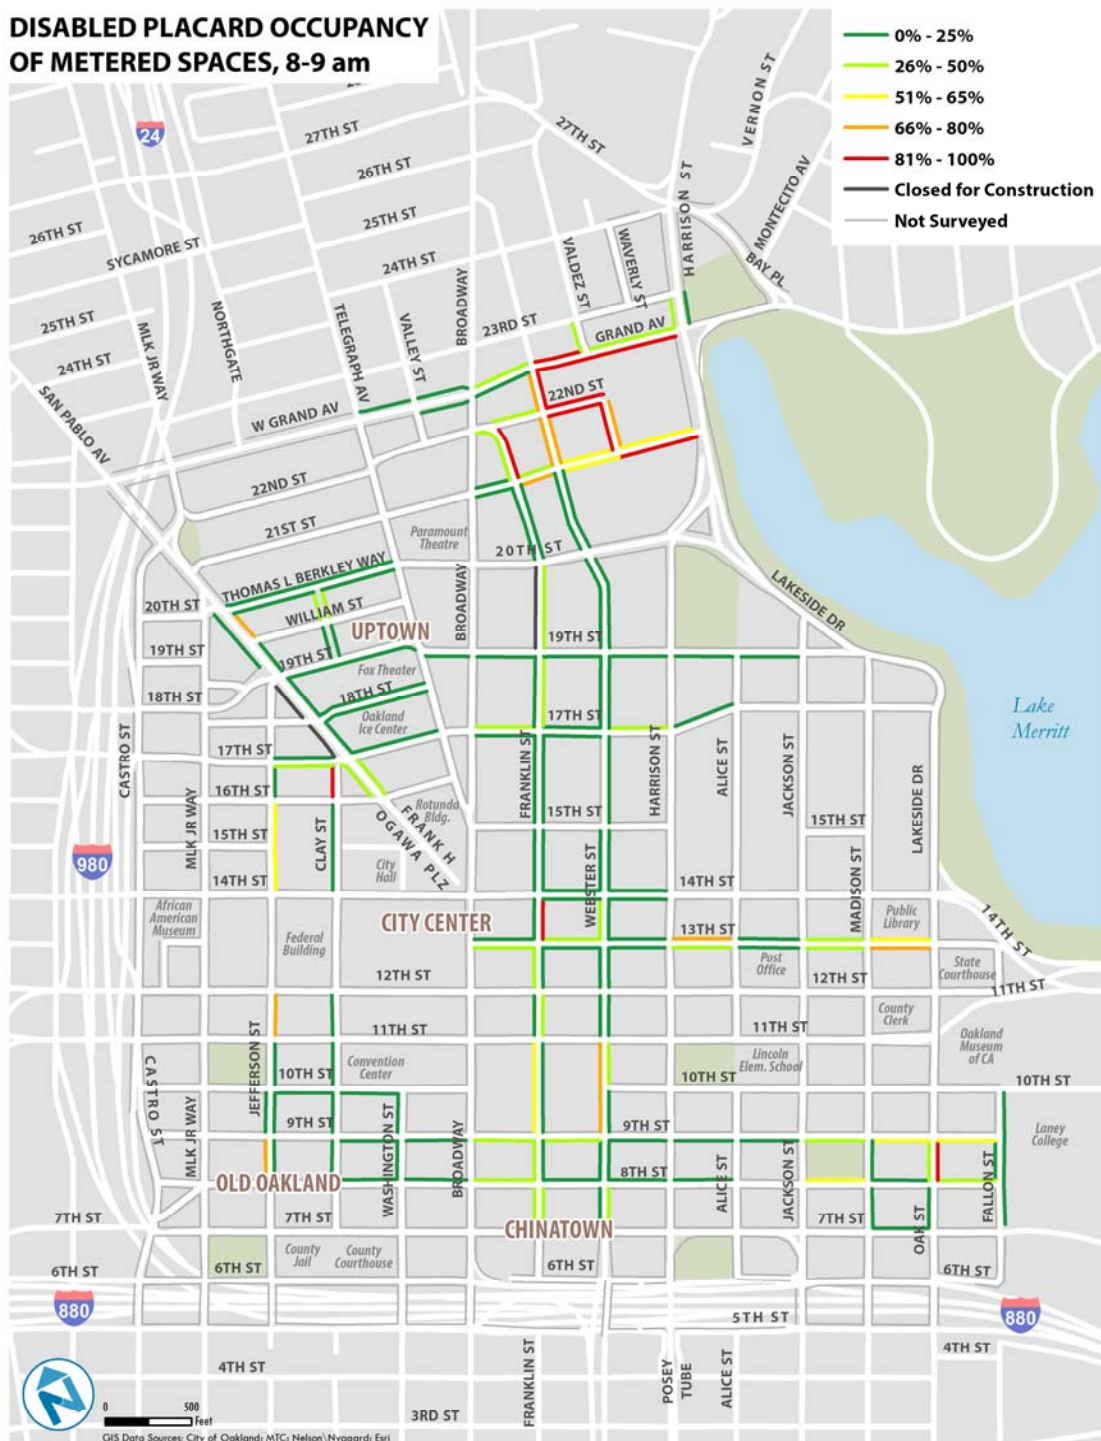 DISABLED PLACARD OCCUPANCY
OF METERED SPACES, 8-9 am
0% - 25%
26% - 50%
51% - 65%
66% - 80%
81% - 100%
Closed for Construction
Not Surveyed
24
27TH ST
27TH ST
VERNON ST
HARRISON ST
MONTECITO AV
26TH ST
25TH ST
26TH ST
SYCAMORE ST
24TH ST
VALDEZ ST
WAVERLY ST
BAY PL
BROADWAY
25TH ST
MLK JR WAY
NORTHGATE
TELEGRAPH AV
VALLEY ST
23RD ST
GRAND AV
24TH ST
SAN PABLO AV
W GRAND AV
22ND ST
22ND ST
21ST ST
Paramount
Theatre
20TH ST
THOMAS L BERKLEY WAY
20TH ST
WILLIAM ST
UPTOWN
BROADWAY
LAKESIDE DR
19TH ST
19TH ST
19TH ST
Fox Theater
18TH ST
18TH ST
Oakland
Ice Center
17TH ST
Lake
Merritt
CASTRO ST
17TH ST
FRANKLIN ST
HARRISON ST
ALICE ST
JACKSON ST
LAKESIDE DR
16TH ST
MLK JR WAY
Rotunda
Bldg.
FRANK H
OGAWA PLZ
15TH ST
15TH ST
15TH ST
CLAY ST
980
City
Hall
WEBSTER ST
MADISON ST
14TH ST
14TH ST
14TH ST
African
American
Museum
CITY CENTER
13TH ST
Public
Library
Federal
Building
12TH ST
Post
Office
12TH ST
State
Courthouse
11TH ST
County
Clerk
11TH ST
11TH ST
Oakland
Museum
of CA
JEFFERSON ST
CASTRO ST
10TH ST
Convention
Center
10TH ST
Lincoln
Elem. School
10TH ST
MLK JR WAY
9TH ST
WASHINGTON ST
BROADWAY
9TH ST
Laney
College
8TH ST
OLD OAKLAND
ALICE ST
JACKSON ST
FALLON ST
7TH ST
7TH ST
CHINATOWN
7TH ST
OAK ST
County
Jail
County
Courthouse
6TH ST
6TH ST
6TH ST
6TH ST
880
5TH ST
880
4TH ST
4TH ST
FRANKLIN ST
POSEY
TUBE
ALICE ST
3RD ST
0 500
Feet
GIS Data Sources: City of Oakland; MTC; Nelson\Nygaard; Esri